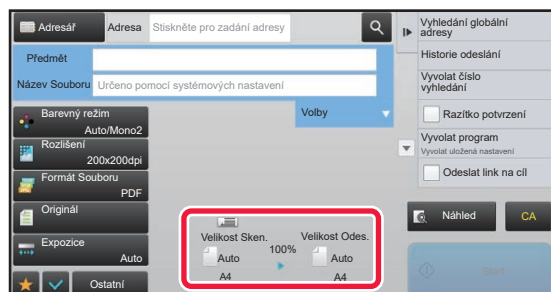 Adresář
Adresa
Stiskněte pro zadání adresy
Předmět
Název Souboru
Určeno pomocí systémových nastavení
Volby
Barevný režim
Auto/Mono2
Rozlišení
200x200dpi
Formát Souboru
PDF
Originál
Expozice
Auto
Ostatní
Velikost Sken.
100%
Velikost Odes.
Auto
Auto
A4
A4
Vyhledání globální
adresy
Historie odeslání
Vyvolat číslo
vyhledání
Razítko potvrzení
Vyvolat program
Vyvolat uložená nastavení
Odeslat link na cíl
Náhled
CA
Start